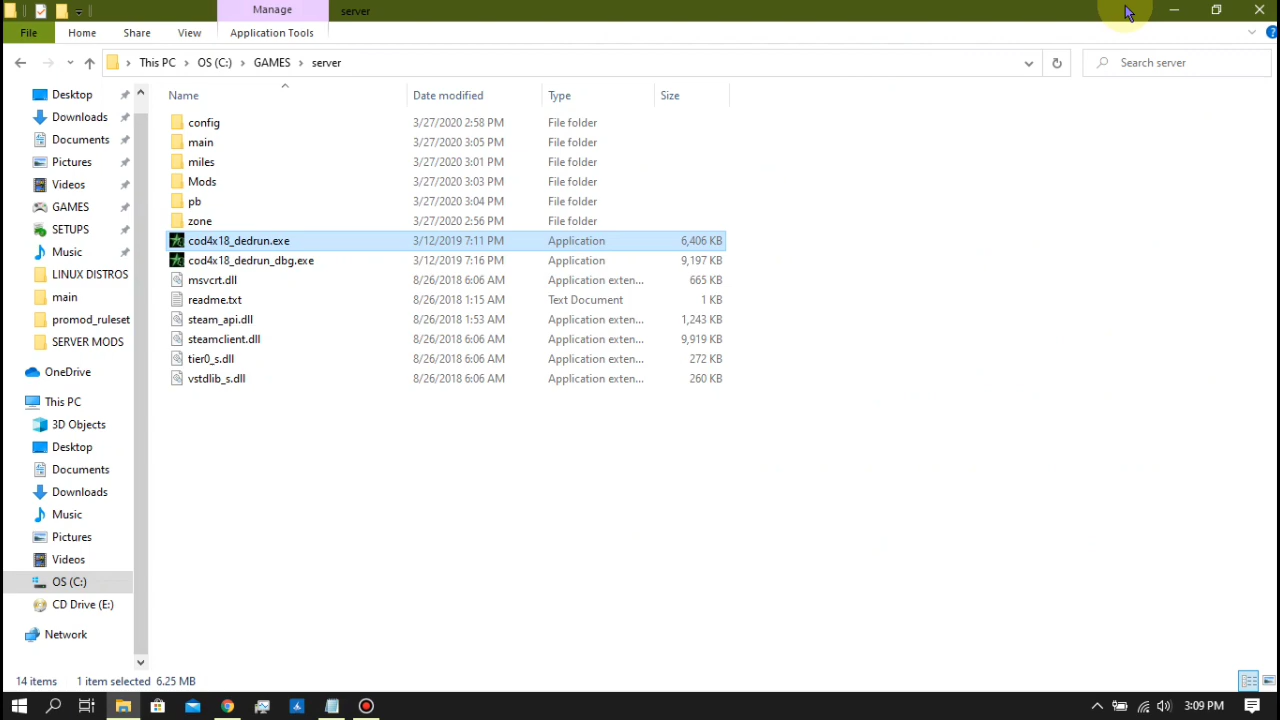 Manage
server
File
Home
Share
View
Application Tools
This PC
OS (C:)
GAMES
server
Search server
Name
Date modified
Type
Size
Desktop
Downloads
Documents
Pictures
Videos
GAMES
SETUPS
Music
LINUX DISTROS
main
promod_ruleset
SERVER MODS
OneDrive
This PC
3D Objects
Desktop
Documents
Downloads
Music
Pictures
Videos
OS (C:)
CD Drive (E:)
Network
config 3/27/2020 2:58 PM File folder
main 3/27/2020 3:05 PM File folder
miles 3/27/2020 3:01 PM File folder
Mods 3/27/2020 3:03 PM File folder
pb 3/27/2020 3:04 PM File folder
zone 3/27/2020 2:56 PM File folder
cod4x18_dedrun.exe 3/12/2019 7:11 PM Application 6,406 KB
cod4x18_dedrun_dbg.exe 3/12/2019 7:16 PM Application 9,197 KB
msvcrt.dll 8/26/2018 6:06 AM Application exten... 665 KB
readme.txt 8/26/2018 1:15 AM Text Document 1 KB
steam_api.dll 8/26/2018 1:53 AM Application exten... 1,243 KB
steamclient.dll 8/26/2018 6:06 AM Application exten... 9,919 KB
tier0_s.dll 8/26/2018 6:06 AM Application exten... 272 KB
vstdlib_s.dll 8/26/2018 6:06 AM Application exten... 260 KB
14 items 1 item selected 6.25 MB
3:09 PM